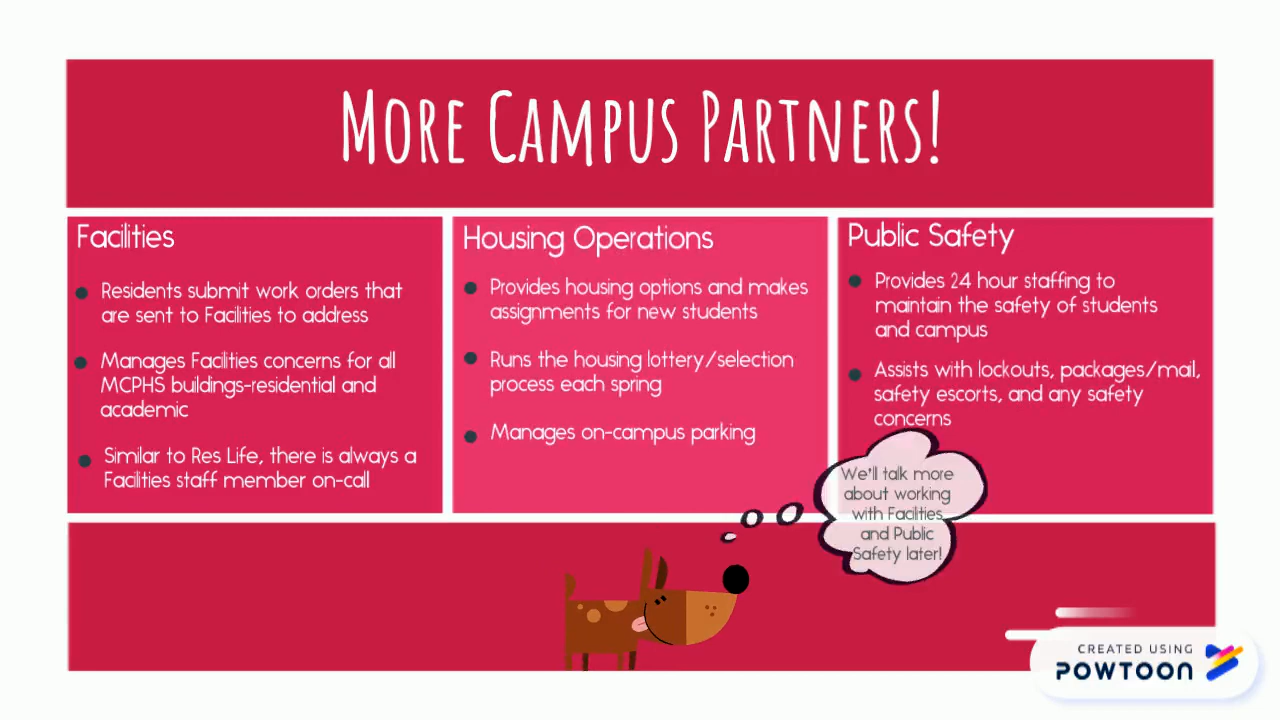 More Campus Partners!
Facilities
Residents submit work orders that
are sent to Facilities to address
Manages Facilities concerns for all
MCPHS buildings-residential and
academic
Similar to Res Life, there is always a
Facilities staff member on-call
Housing Operations
Provides housing options and makes
assignments for new students
Runs the housing lottery/selection
process each spring
Manages on-campus parking
Public Safety
Provides 24 hour staffing to
maintain the safety of students
and campus
Assists with lockouts, packages/mail,
safety escorts, and any safety
concerns
We'll talk more
about working
with Facilities
and Public
Safety later!
CREATED USING
POWTOON